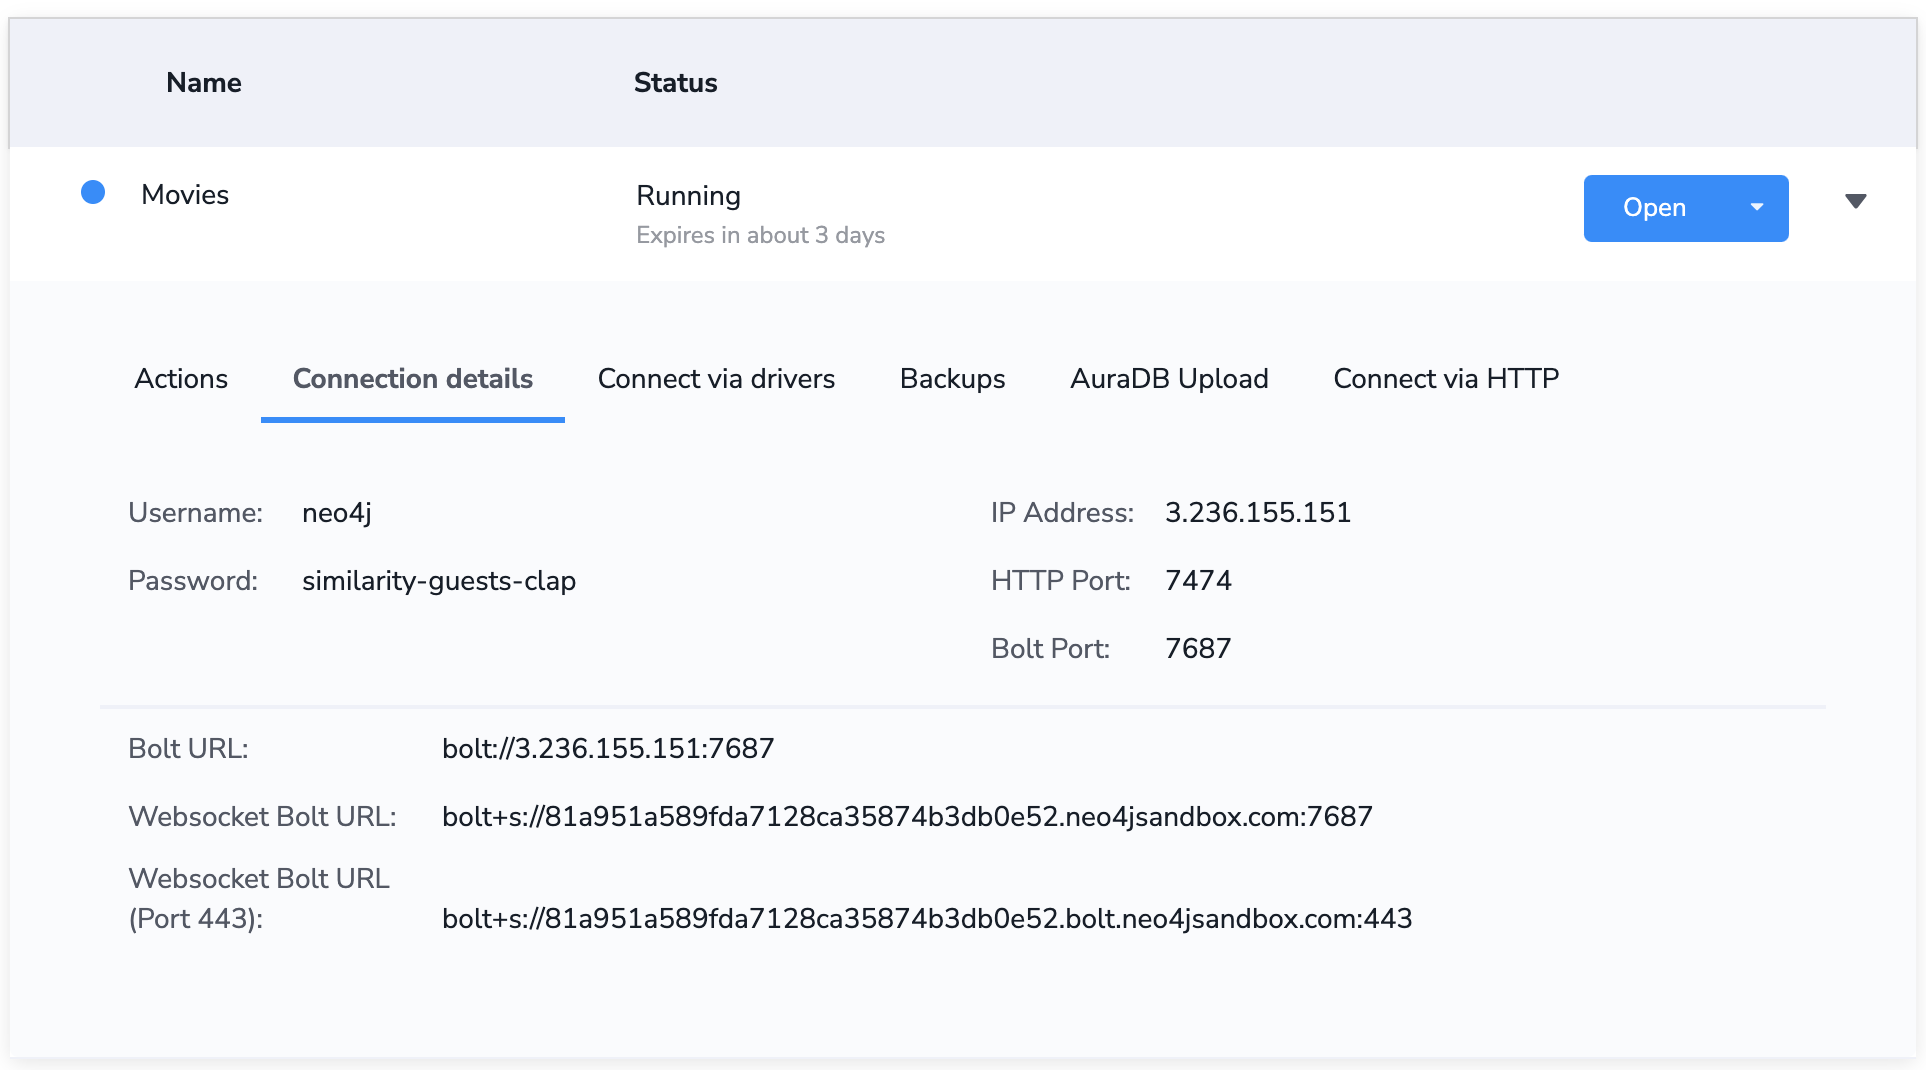 Name Status
Movies Running Open
Expires in about 3 days
Actions Connection details Connect via drivers Backups AuraDB Upload Connect via HTTP
Username: neo4j IP Address: 3.236.155.151
Password: similarity-guests-clap HTTP Port: 7474
Bolt Port: 7687
Bolt URL: bolt://3.236.155.151:7687
Websocket Bolt URL: bolt+s://81a951a589fda7128ca35874b3db0e52.neo4jsandbox.com:7687
Websocket Bolt URL
(Port 443): bolt+s://81a951a589fda7128ca35874b3db0e52.bolt.neo4jsandbox.com:443